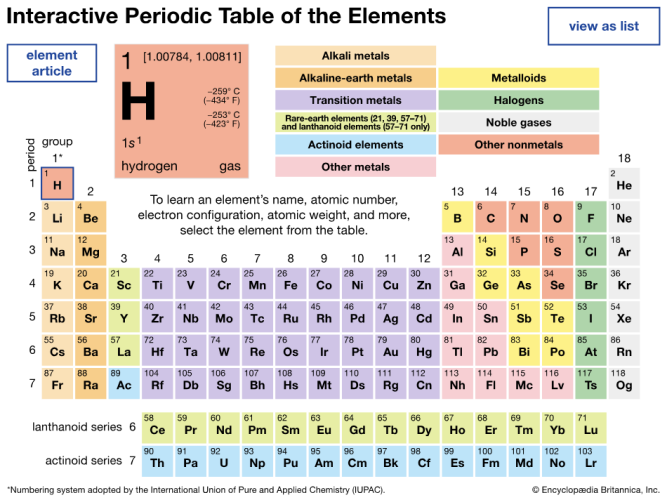 Interactive Periodic Table of the Elements
view as list
element
article
1 [1.00784, 1.00811]
H
−259° C
(−434° F)
−253° C
(−423° F)
1s1
hydrogen gas
Alkali metals
Alkaline-earth metals
Transition metals
Rare-earth elements (21, 39, 57–71)
and lanthanoid elements (57–71 only)
Actinoid elements
Other metals
Metalloids
Halogens
Noble gases
Other nonmetals
To learn an element's name, atomic number,
electron configuration, atomic weight, and more,
select the element from the table.
period
group
1* 2 3 4 5 6 7 8 9 10 11 12 13 14 15 16 17 18
1 1 H 2 He
2 3 Li 4 Be 5 B 6 C 7 N 8 O 9 F 10 Ne
3 11 Na 12 Mg 13 Al 14 Si 15 P 16 S 17 Cl 18 Ar
4 19 K 20 Ca 21 Sc 22 Ti 23 V 24 Cr 25 Mn 26 Fe 27 Co 28 Ni 29 Cu 30 Zn 31 Ga 32 Ge 33 As 34 Se 35 Br 36 Kr
5 37 Rb 38 Sr 39 Y 40 Zr 41 Nb 42 Mo 43 Tc 44 Ru 45 Rh 46 Pd 47 Ag 48 Cd 49 In 50 Sn 51 Sb 52 Te 53 I 54 Xe
6 55 Cs 56 Ba 57 La 72 Hf 73 Ta 74 W 75 Re 76 Os 77 Ir 78 Pt 79 Au 80 Hg 81 Tl 82 Pb 83 Bi 84 Po 85 At 86 Rn
7 87 Fr 88 Ra 89 Ac 104 Rf 105 Db 106 Sg 107 Bh 108 Hs 109 Mt 110 Ds 111 Rg 112 Cn 113 Nh 114 Fl 115 Mc 116 Lv 117 Ts 118 Og
lanthanoid series 6 58 Ce 59 Pr 60 Nd 61 Pm 62 Sm 63 Eu 64 Gd 65 Tb 66 Dy 67 Ho 68 Er 69 Tm 70 Yb 71 Lu
actinoid series 7 90 Th 91 Pa 92 U 93 Np 94 Pu 95 Am 96 Cm 97 Bk 98 Cf 99 Es 100 Fm 101 Md 102 No 103 Lr
*Numbering system adopted by the International Union of Pure and Applied Chemistry (IUPAC). © Encyclopædia Britannica, Inc.